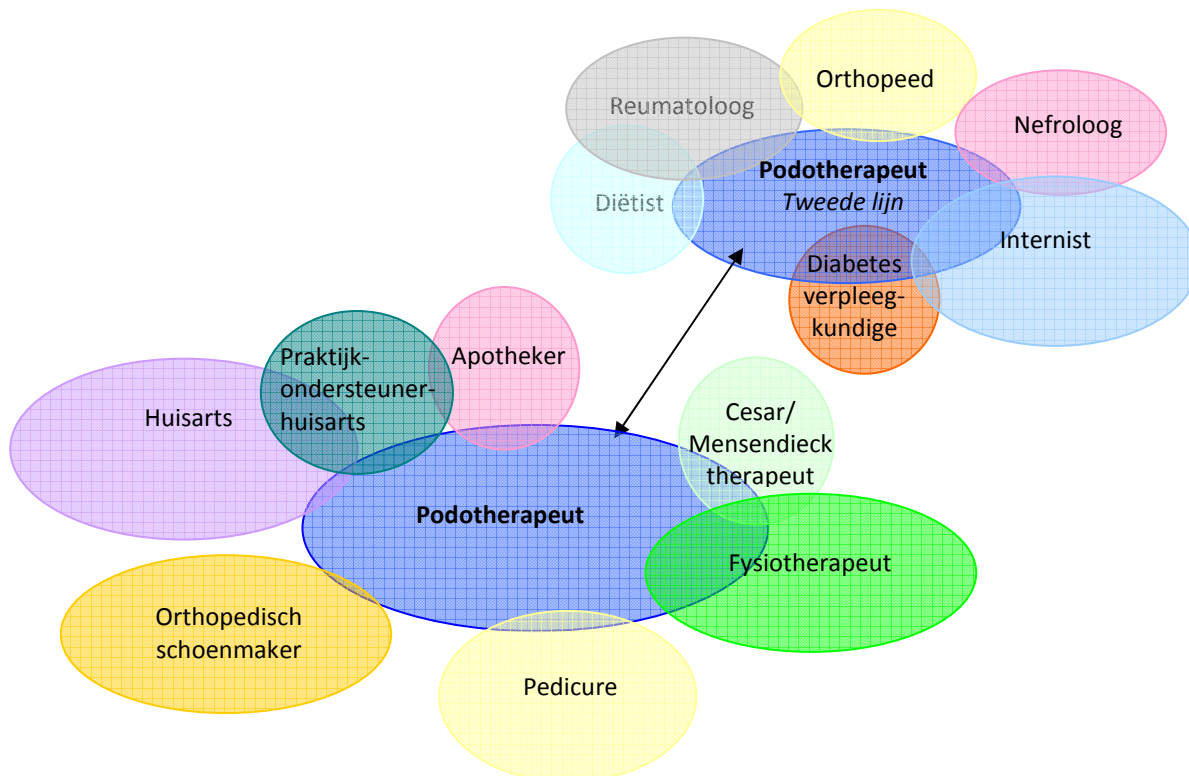 Orthopeed
Reumatoloog
Nefroloog
Podotherapeut
Tweede lijn
Diëtist
Internist
Diabetes
verpleeg-
kundige
Praktijk-
ondersteuner-
huisarts
Apotheker
Huisarts
Cesar/
Mensendieck
therapeut
Podotherapeut
Fysiotherapeut
Orthopedisch
schoenmaker
Pedicure